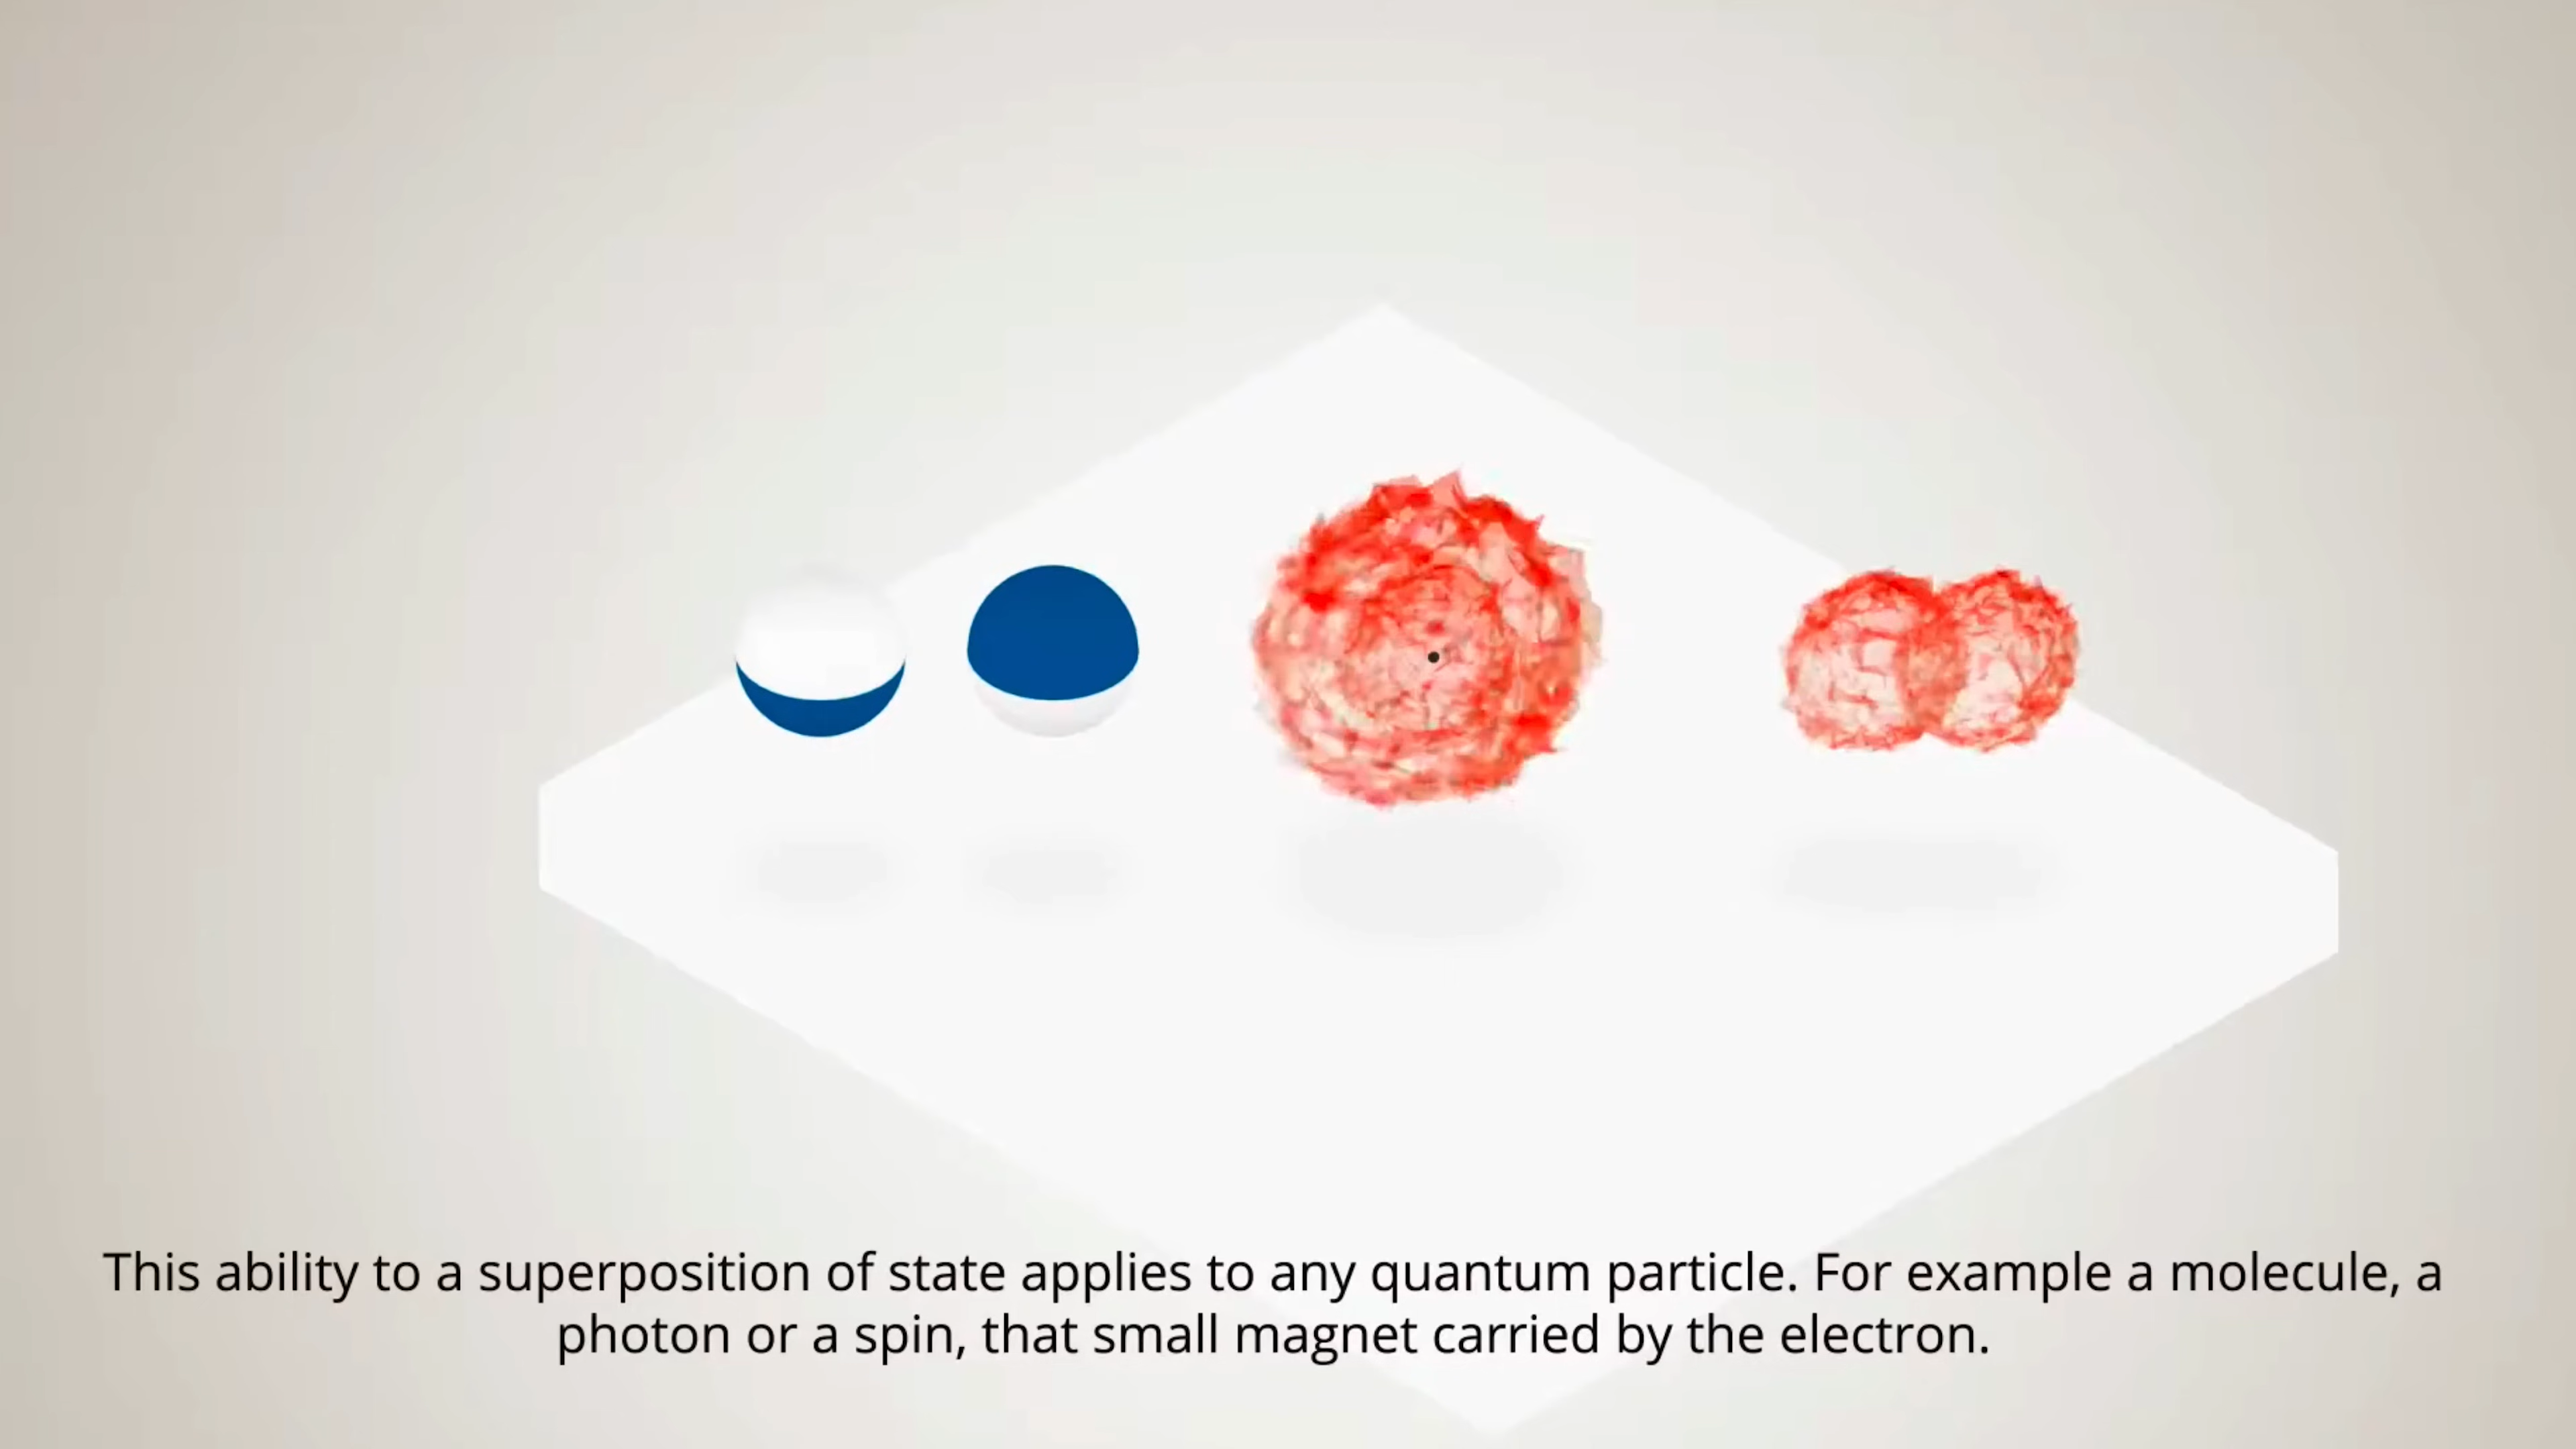 This ability to a superposition of state applies to any quantum particle. For example a molecule, a
photon or a spin, that small magnet carried by the electron.